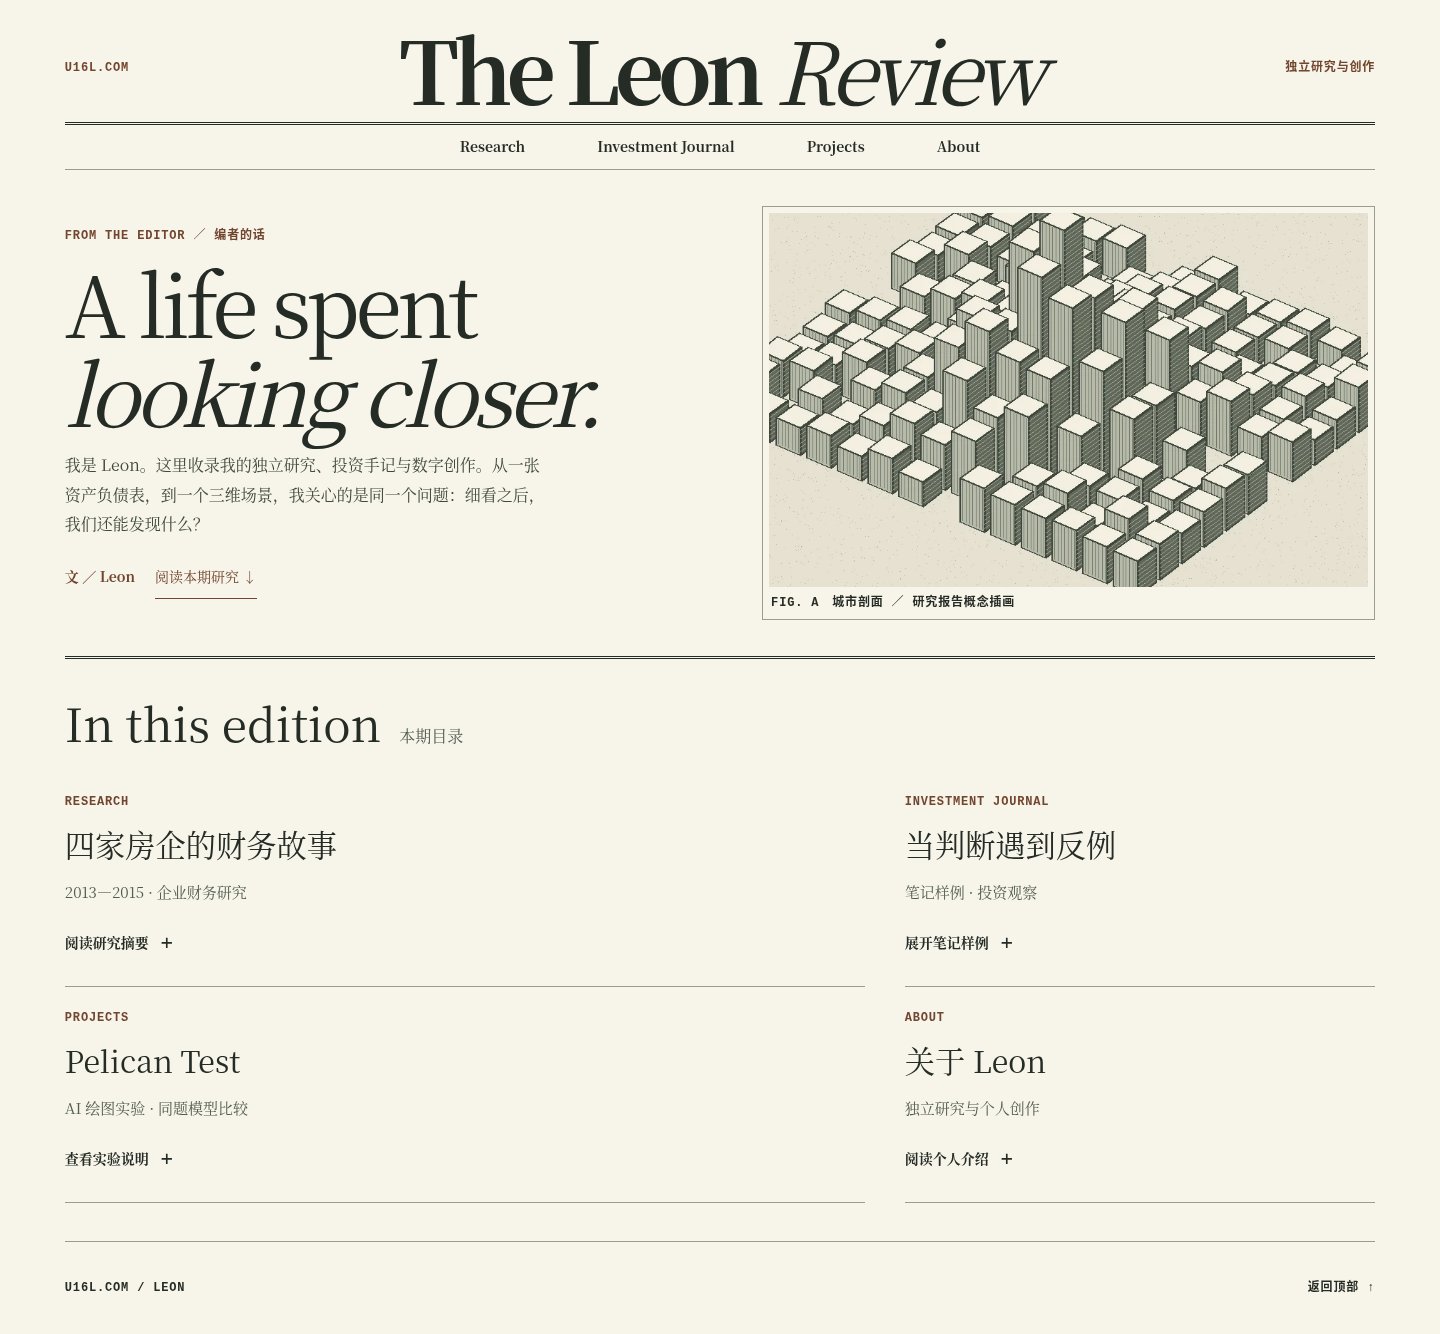 U16L.COM
The Leon Review
独立研究与创作
Research Investment Journal Projects About
FROM THE EDITOR ／ 编者的话
A life spent
looking closer.
我是 Leon。这里收录我的独立研究、投资手记与数字创作。从一张
资产负债表，到一个三维场景，我关心的是同一个问题：细看之后，
我们还能发现什么？
文 ／ Leon 阅读本期研究 ↓
FIG. A 城市剖面 ／ 研究报告概念插画
In this edition 本期目录
RESEARCH
四家房企的财务故事
2013—2015 · 企业财务研究
阅读研究摘要 +
INVESTMENT JOURNAL
当判断遇到反例
笔记样例 · 投资观察
展开笔记样例 +
PROJECTS
Pelican Test
AI 绘图实验 · 同题模型比较
查看实验说明 +
ABOUT
关于 Leon
独立研究与个人创作
阅读个人介绍 +
U16L.COM / LEON
返回顶部 ↑